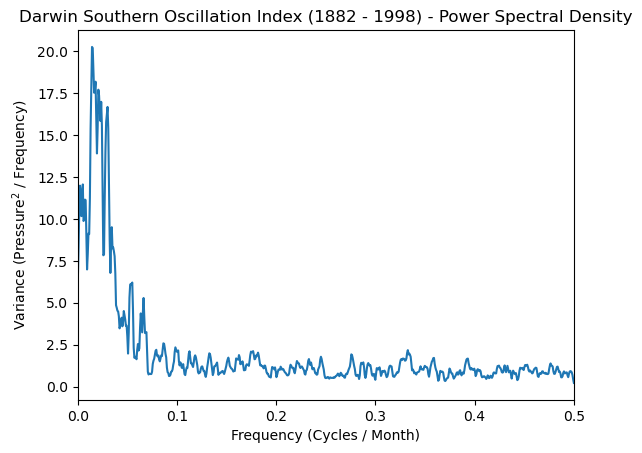 Darwin Southern Oscillation Index (1882 - 1998) - Power Spectral Density
Variance (Pressure² / Frequency)
20.0
17.5
15.0
12.5
10.0
7.5
5.0
2.5
0.0
0.0 0.1 0.2 0.3 0.4 0.5
Frequency (Cycles / Month)